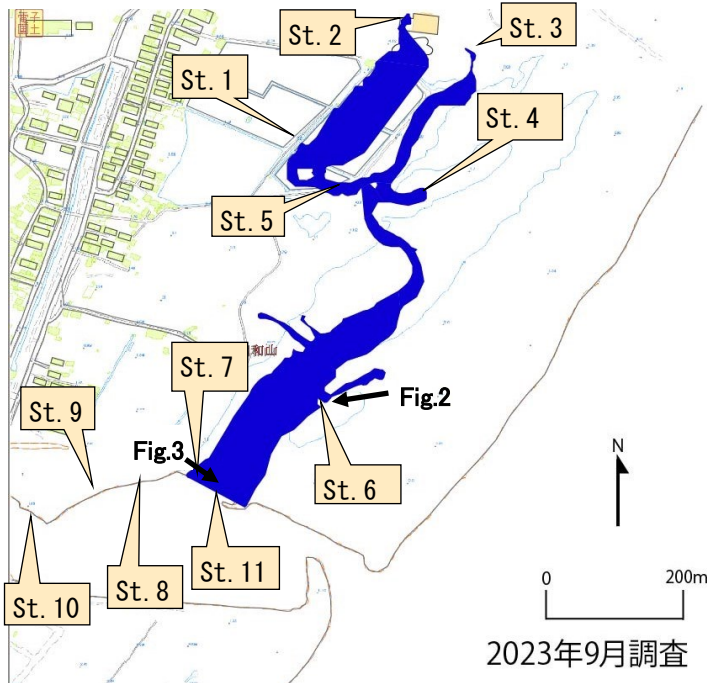 St. 2
St. 3
St. 1
St. 4
St. 5
和山
St. 7
St. 9
Fig.2
Fig.3
St. 6
N
St. 11
St. 8
St. 10
0
200m
2023年9月調査